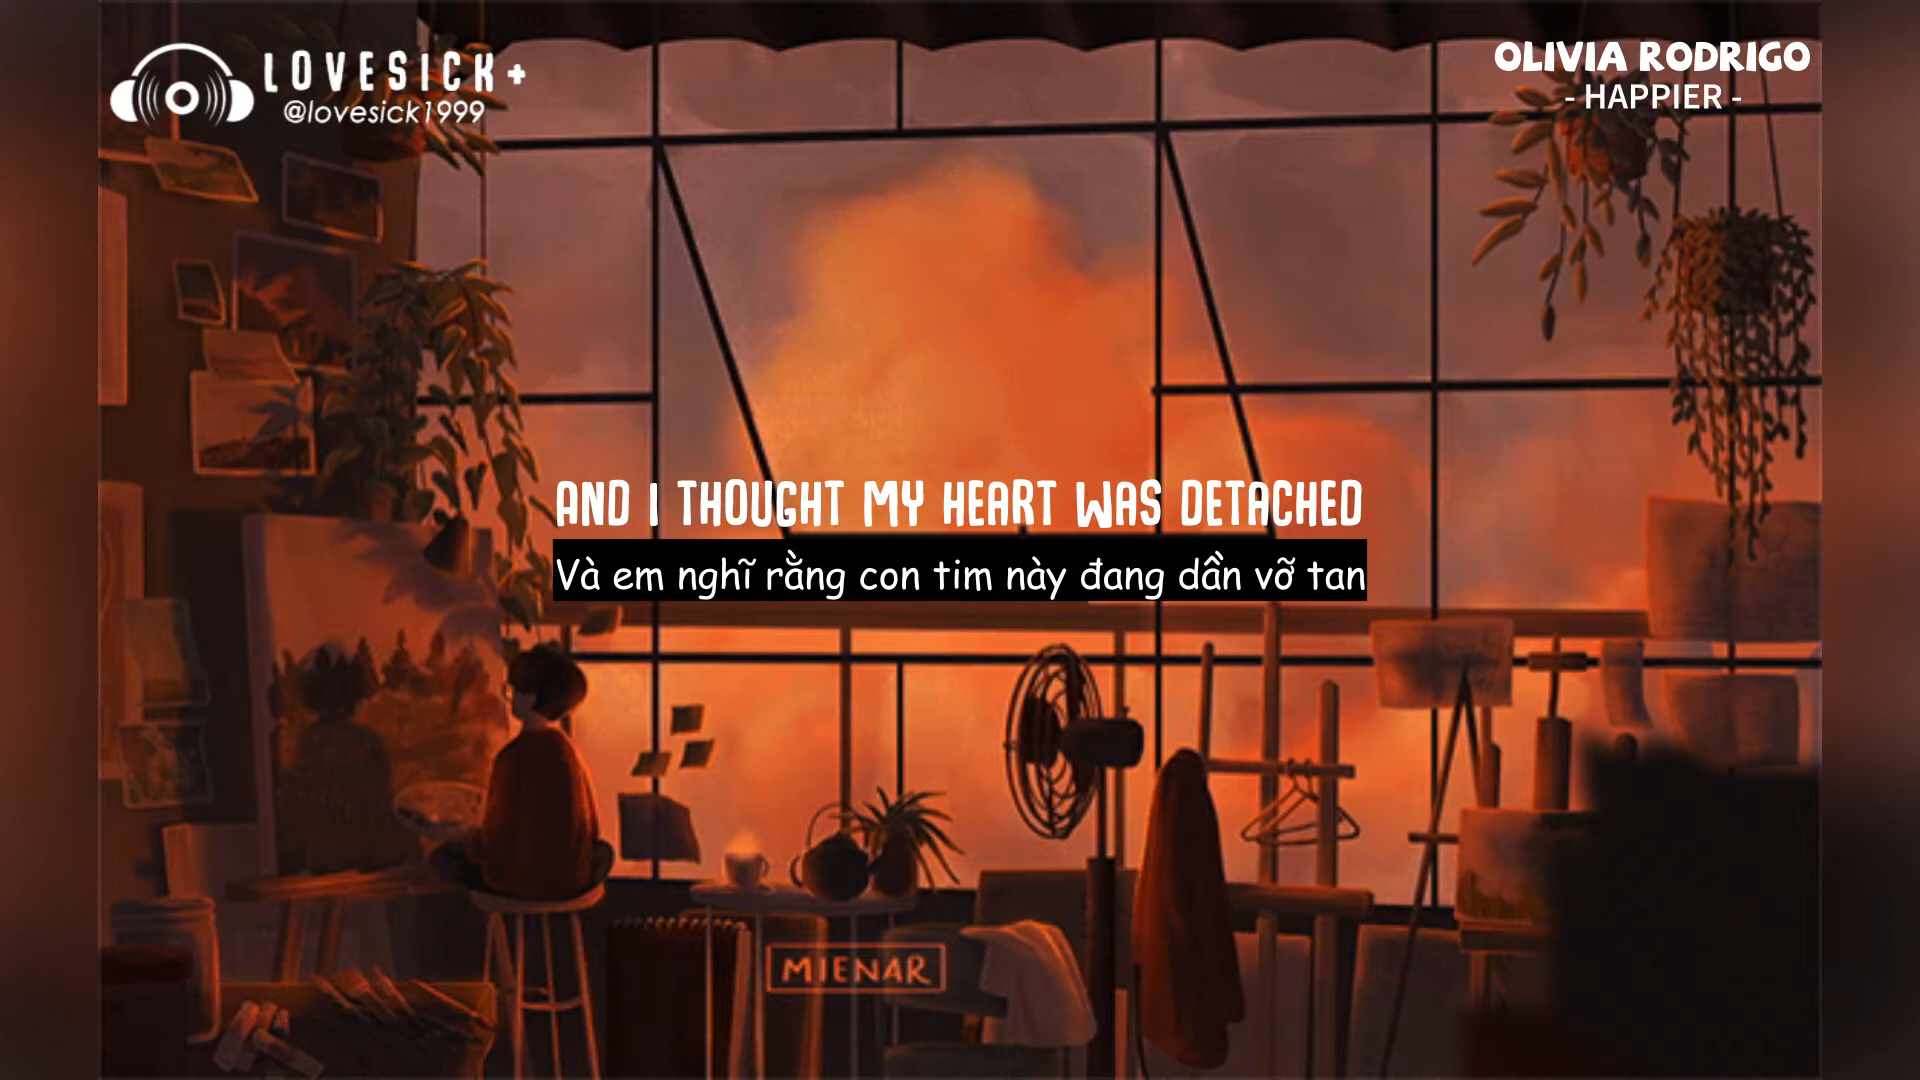 LOVESICK+
@lovesick1999
OLIVIA RODRIGO
- HAPPIER -
AND I THOUGHT MY HEART WAS DETACHED
Và em nghĩ rằng con tim này đang dần vỡ tan
MIENAR